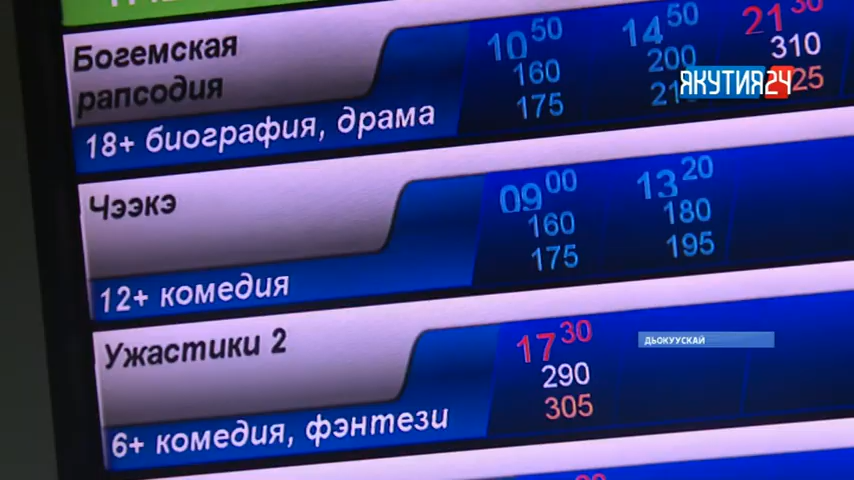 Богемская
рапсодия
18+ биография, драма
10 50 14 50 21 30
160 200 310
175
ЯКУТИЯ24
Чээкэ
12+ комедия
09 00 13 20
160 180
175 195
Ужастики 2
6+ комедия, фэнтези
17 30
290
305
ДЬОКУУСКАЙ